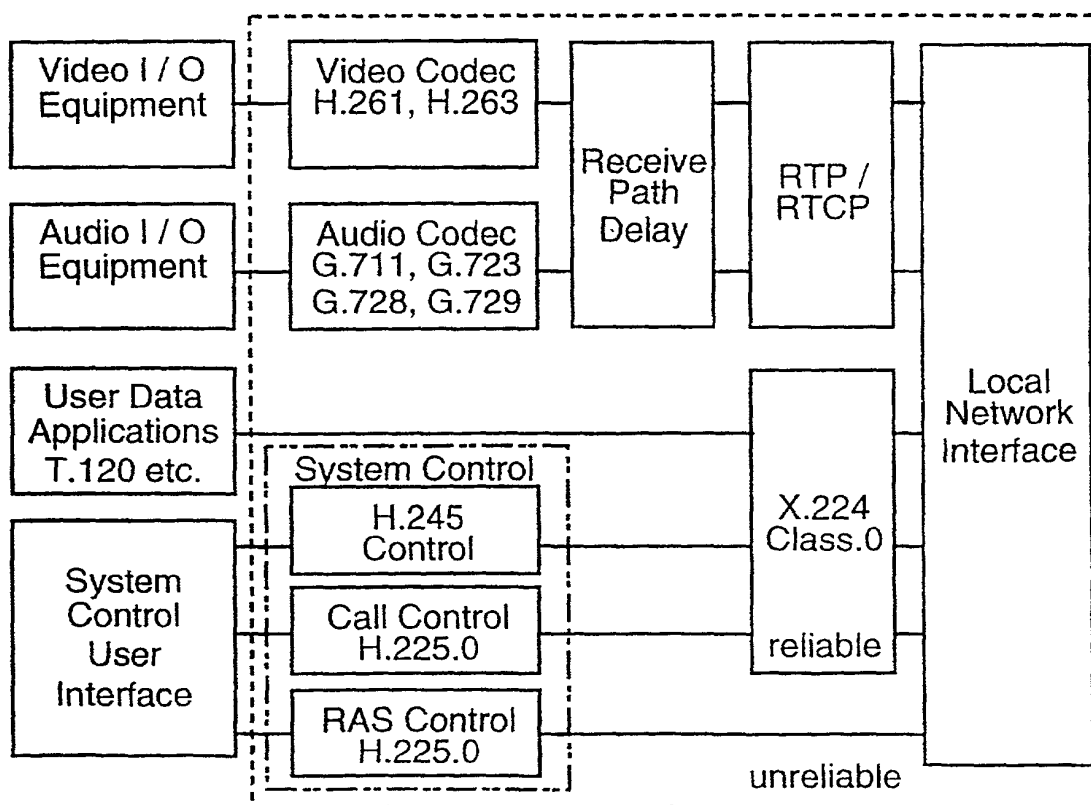 Video I / O
Equipment
Video Codec
H.261, H.263
Receive
Path
Delay
RTP /
RTCP
Audio I / O
Equipment
Audio Codec
G.711, G.723
G.728, G.729
User Data
Applications
T.120 etc.
Local
Network
Interface
System Control
H.245
Control
X.224
Class.0
System
Control
User
Interface
Call Control
H.225.0
reliable
RAS Control
H.225.0
unreliable